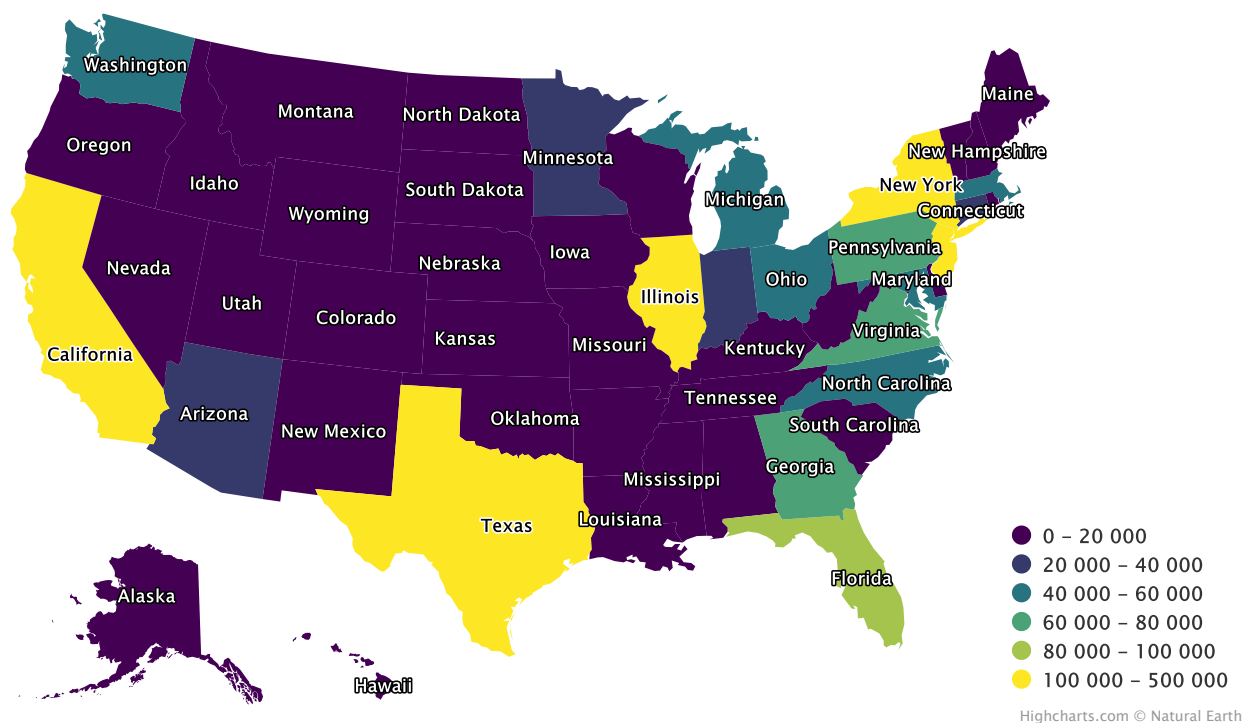 Washington
Montana
North Dakota
Maine
Oregon
Minnesota
New Hampshire
Idaho
South Dakota
New York
Wyoming
Michigan
Connecticut
Iowa
Pennsylvania
Nevada
Nebraska
Ohio
Maryland
Utah
Illinois
Colorado
Kansas
Missouri
Virginia
California
Kentucky
North Carolina
Arizona
Tennessee
Oklahoma
South Carolina
New Mexico
Georgia
Mississippi
Texas
Louisiana
Florida
Alaska
Hawaii
0 – 20 000
20 000 – 40 000
40 000 – 60 000
60 000 – 80 000
80 000 – 100 000
100 000 – 500 000
Highcharts.com © Natural Earth